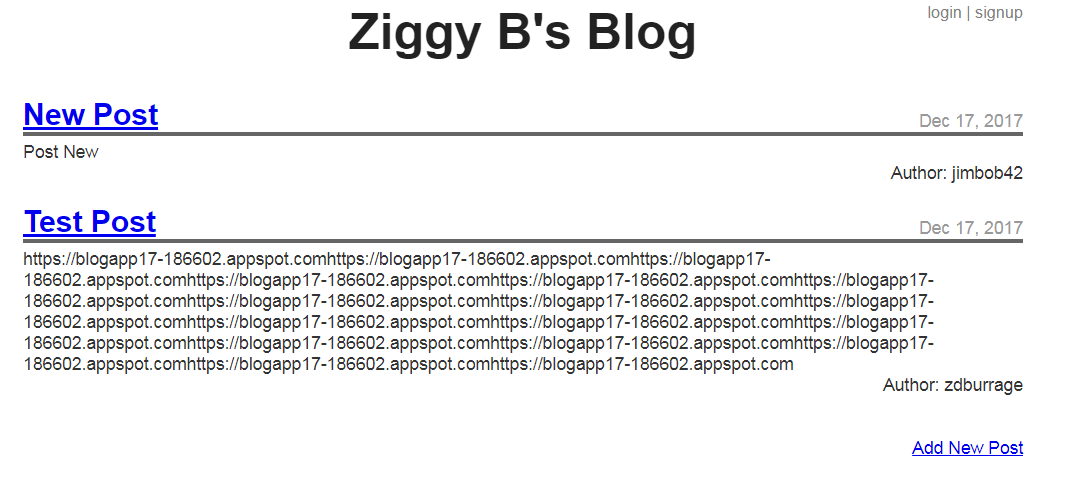 Ziggy B's Blog
login | signup
New Post
Dec 17, 2017
Post New
Author: jimbob42
Test Post
Dec 17, 2017
https://blogapp17-186602.appspot.comhttps://blogapp17-186602.appspot.comhttps://blogapp17-
186602.appspot.comhttps://blogapp17-186602.appspot.comhttps://blogapp17-186602.appspot.comhttps://blogapp17-
186602.appspot.comhttps://blogapp17-186602.appspot.comhttps://blogapp17-186602.appspot.comhttps://blogapp17-
186602.appspot.comhttps://blogapp17-186602.appspot.comhttps://blogapp17-186602.appspot.comhttps://blogapp17-
186602.appspot.comhttps://blogapp17-186602.appspot.comhttps://blogapp17-186602.appspot.comhttps://blogapp17-
186602.appspot.comhttps://blogapp17-186602.appspot.comhttps://blogapp17-186602.appspot.com
Author: zdburrage
Add New Post